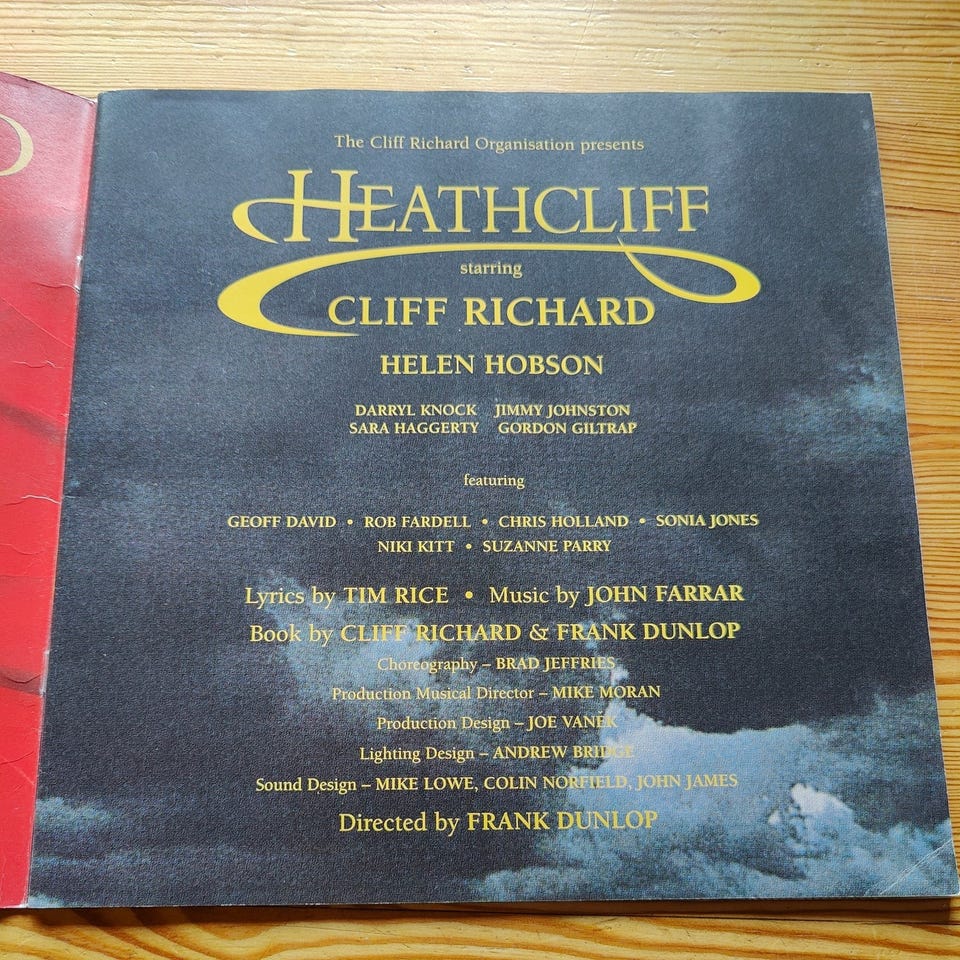 The Cliff Richard Organisation presents
HEATHCLIFF
starring
CLIFF RICHARD
HELEN HOBSON
DARRYL KNOCK JIMMY JOHNSTON
SARA HAGGERTY GORDON GILTRAP
featuring
GEOFF DAVID • ROB FARDELL • CHRIS HOLLAND • SONIA JONES
NIKI KITT • SUZANNE PARRY
Lyrics by TIM RICE • Music by JOHN FARRAR
Book by CLIFF RICHARD & FRANK DUNLOP
Choreography – BRAD JEFFRIES
Production Musical Director – MIKE MORAN
Production Design – JOE VANĚK
Lighting Design – ANDREW BRIDGE
Sound Design – MIKE LOWE, COLIN NORFIELD, JOHN JAMES
Directed by FRANK DUNLOP